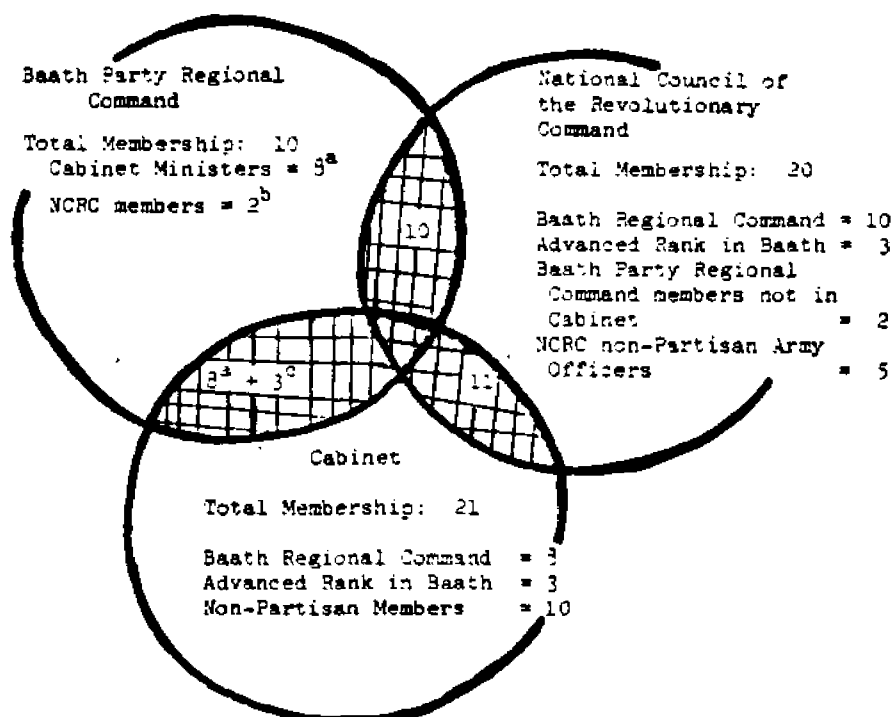 Baath Party Regional
Command
Total Membership: 10
Cabinet Ministers = 8a
NCRC members = 2b
National Council of
the Revolutionary
Command
Total Membership: 20
Baath Regional Command = 10
Advanced Rank in Baath = 3
Baath Party Regional
Command members not in
Cabinet = 2
NCRC non-Partisan Army
Officers = 5
10
8a + 3c
11
Cabinet
Total Membership: 21
Baath Regional Command = 8
Advanced Rank in Baath = 3
Non-Partisan Members = 10